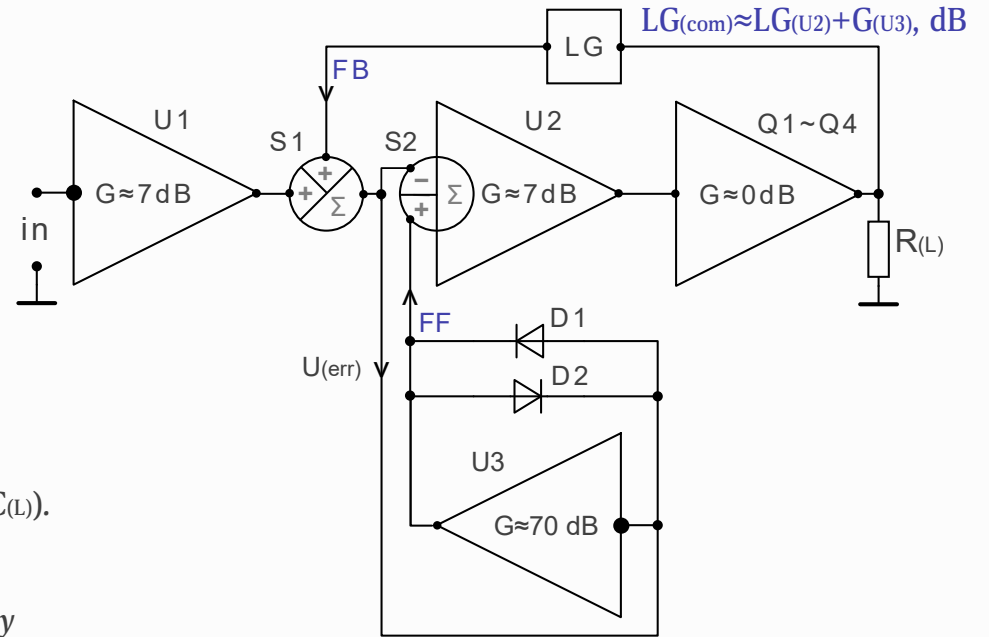 LG(com)≈LG(U2)+G(U3), dB
LG
FB
U1
S1
S2
U2
Q1~Q4
+
+
Σ
−
+
Σ
G≈7dB
G≈7dB
G≈0dB
in
R(L)
FF
D1
U(err)
D2
U3
G≈70 dB
C(L)).
y